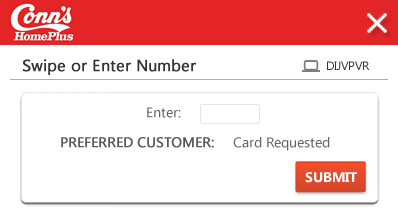 Conn's
HomePlus
Swipe or Enter Number
DIJVPVR
Enter:
PREFERRED CUSTOMER: Card Requested
SUBMIT